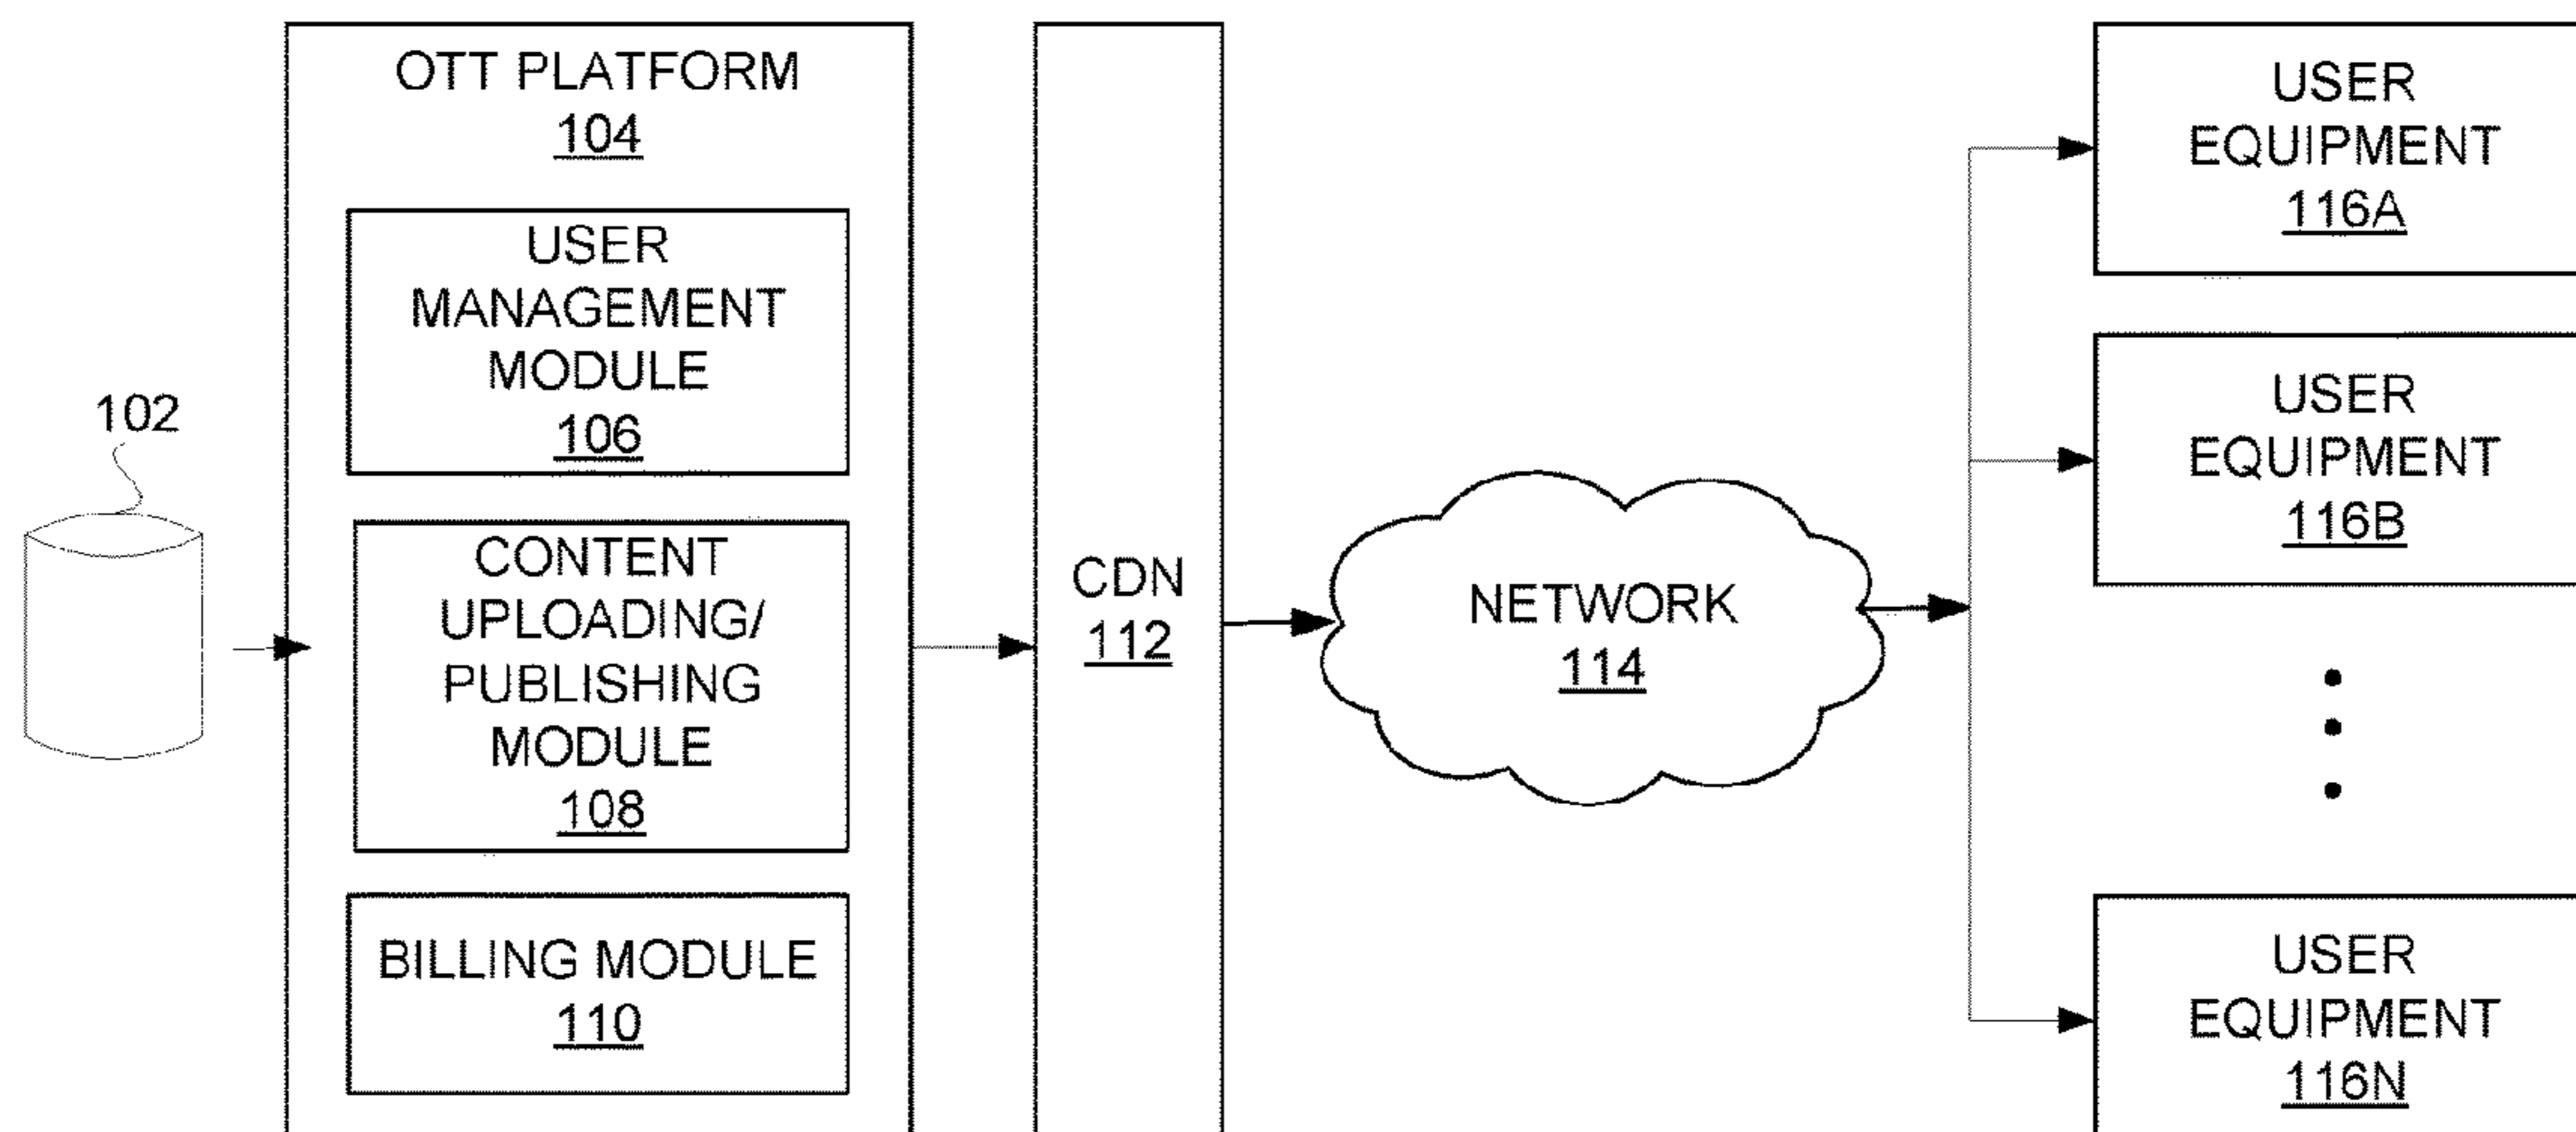 102
OTT PLATFORM
104
USER
MANAGEMENT
MODULE
106
CONTENT
UPLOADING/
PUBLISHING
MODULE
108
BILLING MODULE
110
CDN
112
NETWORK
114
USER
EQUIPMENT
116A
USER
EQUIPMENT
116B
USER
EQUIPMENT
116N